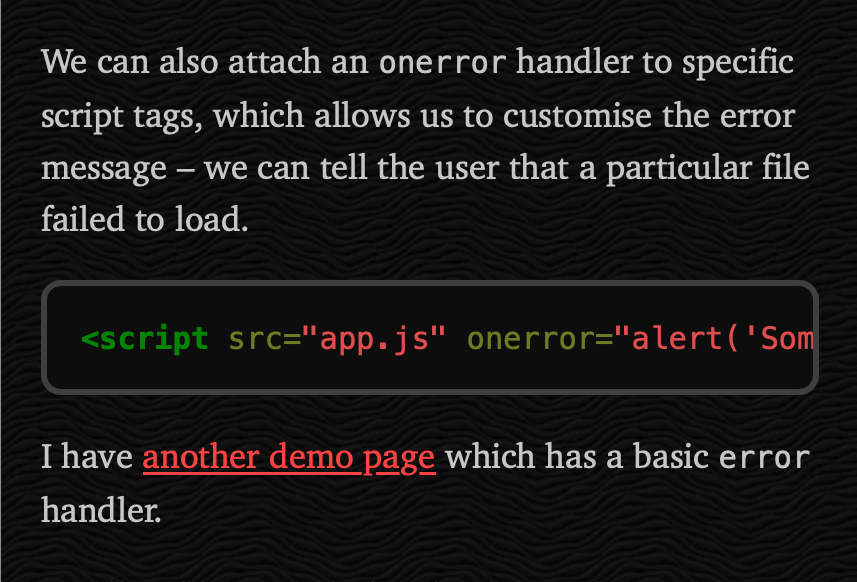 We can also attach an onerror handler to specific
script tags, which allows us to customise the error
message – we can tell the user that a particular file
failed to load.
<script src="app.js" onerror="alert('Som
I have another demo page which has a basic error
handler.